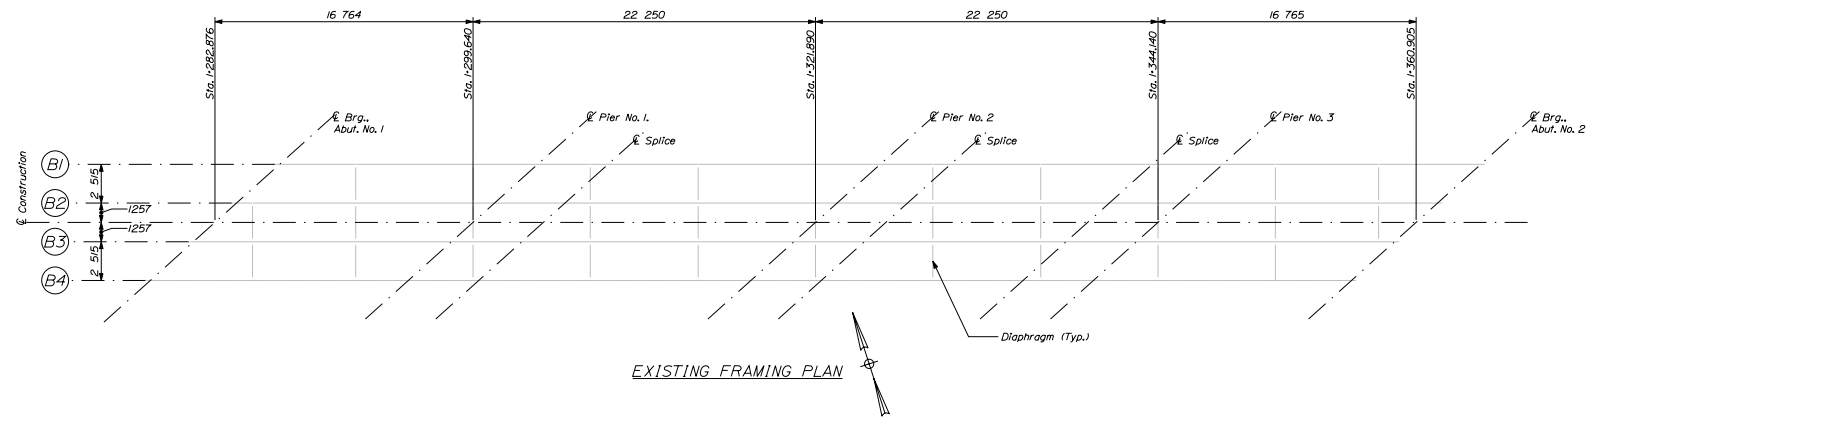 16 764
22 250
22 250
16 765
Sta. 1+282.876
Sta. 1+299.640
Sta. 1+321.890
Sta. 1+344.140
Sta. 1+360.905
℄ Brg.,
Abut. No. 1
℄ Pier No. 1.
℄ Splice
℄ Pier No. 2
℄ Splice
℄ Splice
℄ Pier No. 3
℄ Brg.,
Abut. No. 2
℄ Construction
B1
2 515
B2
1257
1257
B3
2 515
B4
Diaphragm (Typ.)
EXISTING FRAMING PLAN